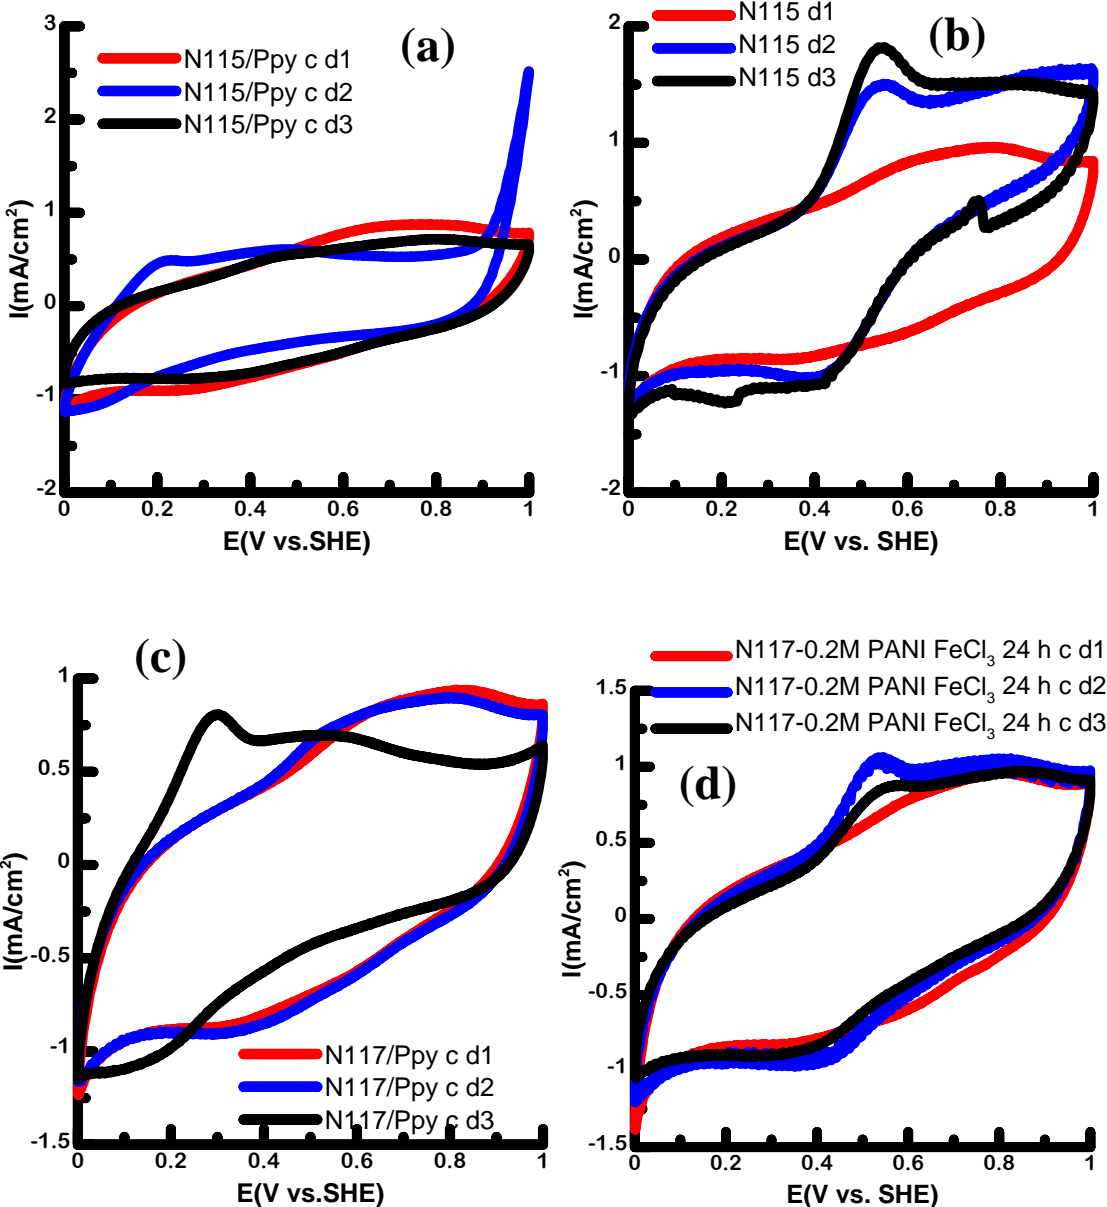 (a)
N115/Ppy c d1
N115/Ppy c d2
N115/Ppy c d3
3
2
1
0
-1
-2
I(mA/cm²)
0 0.2 0.4 0.6 0.8 1
E(V vs.SHE)
(b)
N115 d1
N115 d2
N115 d3
2
1
0
-1
-2
I(mA/cm²)
0 0.2 0.4 0.6 0.8 1
E(V vs. SHE)
(c)
1
0.5
0
-0.5
-1
-1.5
I(mA/cm²)
N117/Ppy c d1
N117/Ppy c d2
N117/Ppy c d3
0 0.2 0.4 0.6 0.8 1
E(V vs.SHE)
N117-0.2M PANI FeCl₃ 24 h c d1
N117-0.2M PANI FeCl₃ 24 h c d2
N117-0.2M PANI FeCl₃ 24 h c d3
(d)
1.5
1
0.5
0
-0.5
-1
-1.5
I(mA/cm²)
0 0.2 0.4 0.6 0.8 1
E(V vs. SHE)